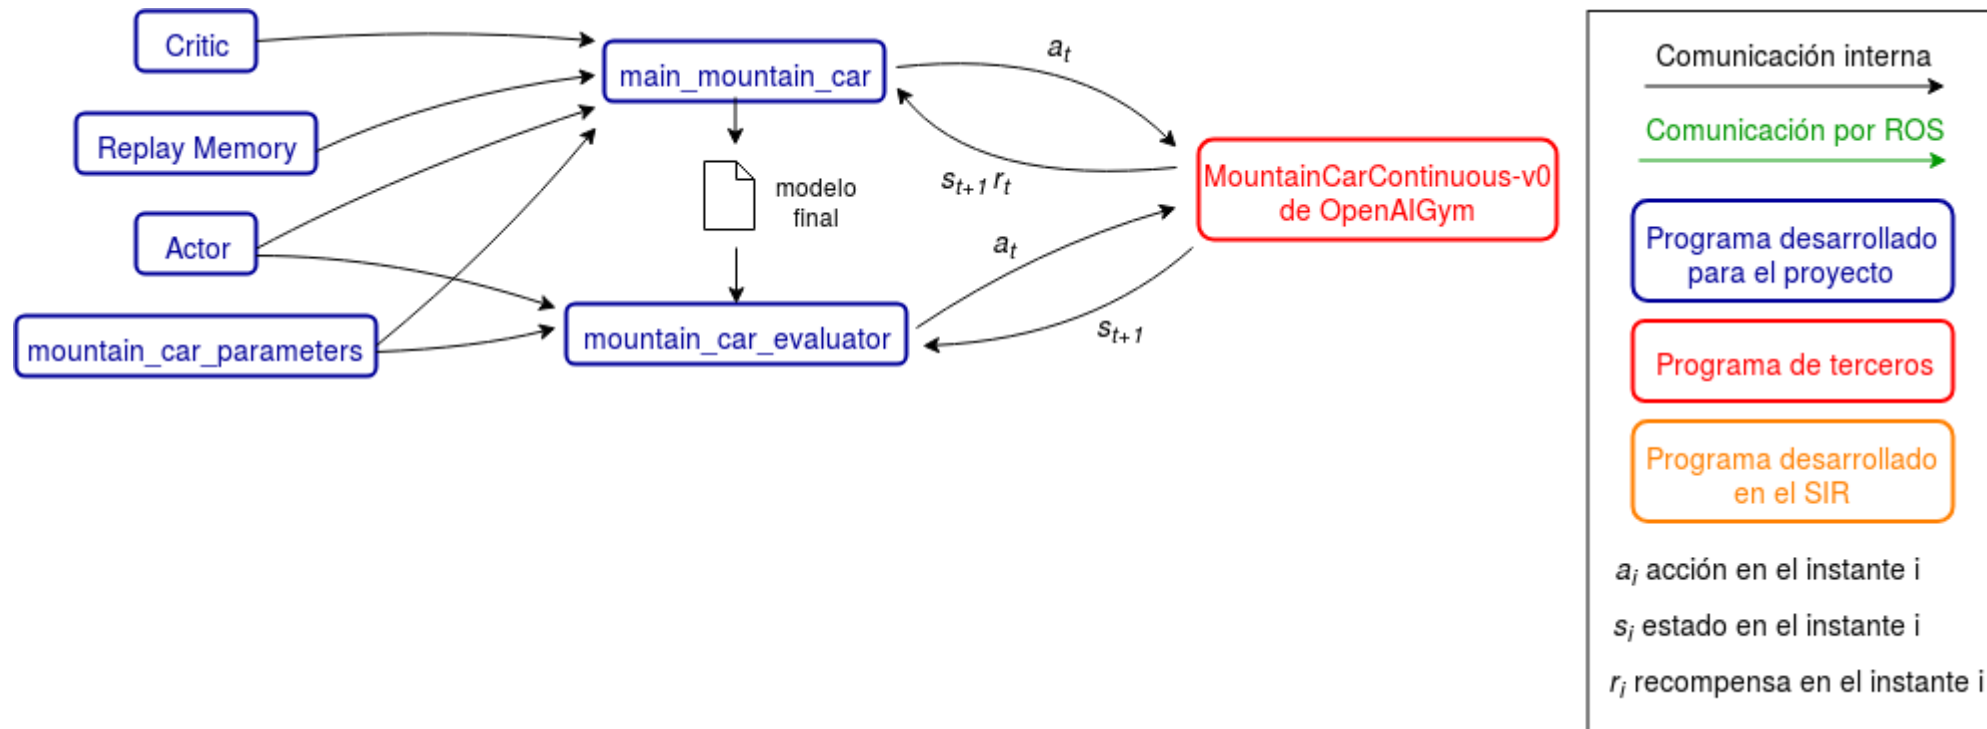 Critic
Replay Memory
Actor
mountain_car_parameters
main_mountain_car
modelo
final
mountain_car_evaluator
a_t
s_{t+1} r_t
a_t
s_{t+1}
MountainCarContinuous-v0
de OpenAIGym
Comunicación interna
Comunicación por ROS
Programa desarrollado
para el proyecto
Programa de terceros
Programa desarrollado
en el SIR
a_i acción en el instante i
s_i estado en el instante i
r_i recompensa en el instante i